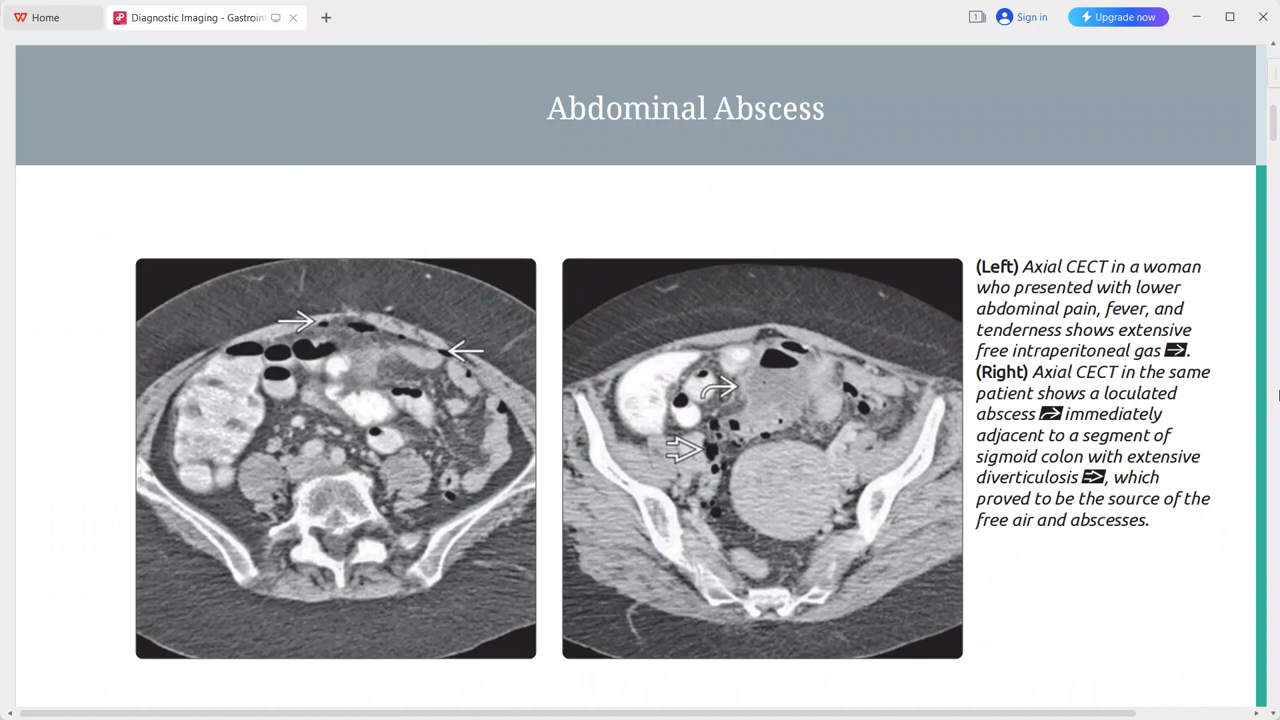 Home
Diagnostic Imaging - Gastroin
1
Sign in
Upgrade now
Abdominal Abscess
(Left) Axial CECT in a woman
who presented with lower
abdominal pain, fever, and
tenderness shows extensive
free intraperitoneal gas ➡.
(Right) Axial CECT in the same
patient shows a loculated
abscess ↷ immediately
adjacent to a segment of
sigmoid colon with extensive
diverticulosis ⇨, which
proved to be the source of the
free air and abscesses.